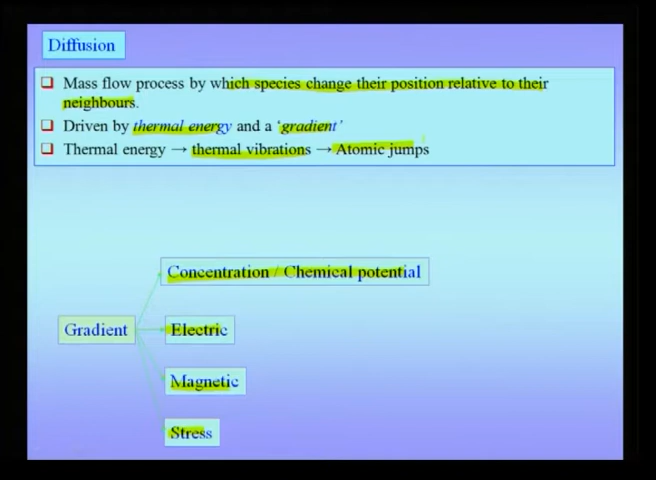 Diffusion
❑ Mass flow process by which species change their position relative to their
neighbours.
❑ Driven by thermal energy and a ‘gradient’
❑ Thermal energy → thermal vibrations → Atomic jumps
Concentration / Chemical potential
Gradient
Electric
Magnetic
Stress